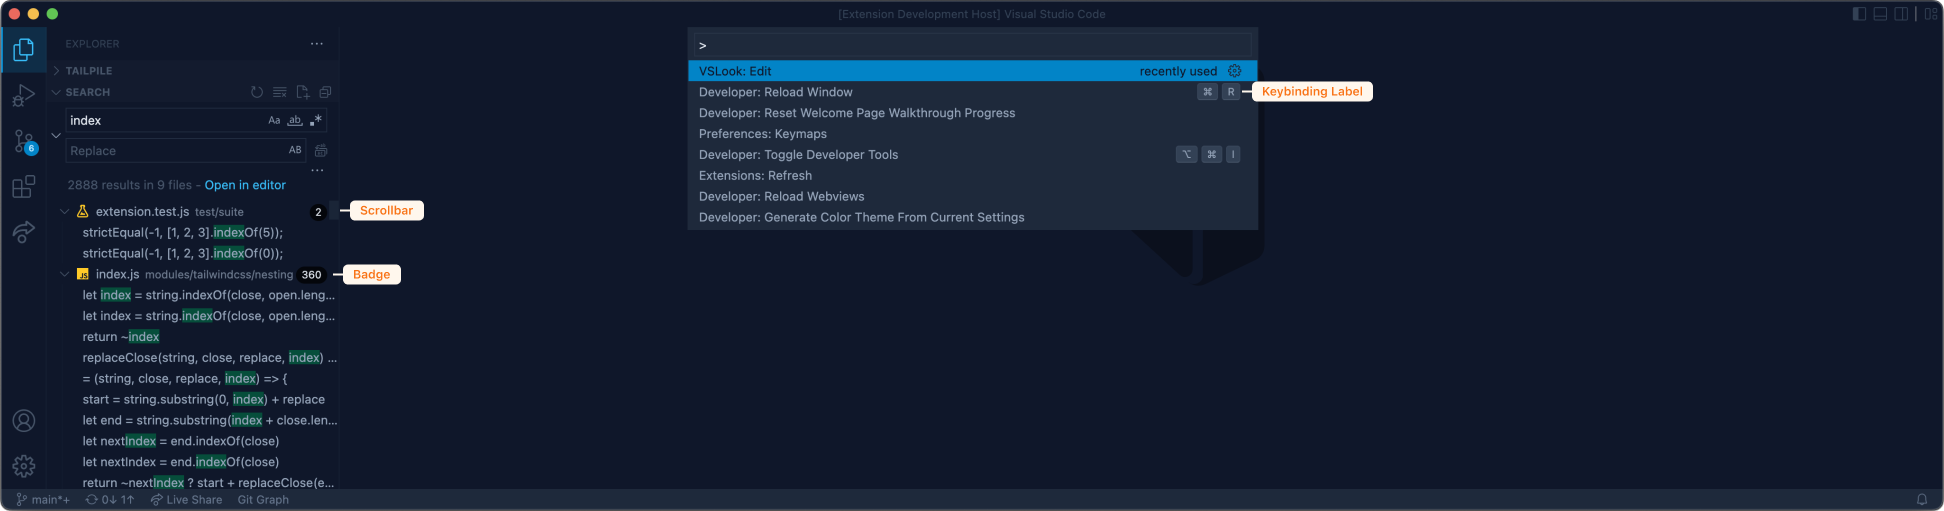 [Extension Development Host] Visual Studio Code
EXPLORER
TAILPILE
SEARCH
index
Aa ab .*
Replace
AB
2888 results in 9 files - Open in editor
extension.test.js test/suite 2
strictEqual(-1, [1, 2, 3].indexOf(5));
strictEqual(-1, [1, 2, 3].indexOf(0));
JS index.js modules/tailwindcss/nesting 360
let index = string.indexOf(close, open.leng...
let index = string.indexOf(close, open.leng...
return ~index
replaceClose(string, close, replace, index) ...
= (string, close, replace, index) => {
start = string.substring(0, index) + replace
let end = string.substring(index + close.len...
let nextIndex = end.indexOf(close)
let nextIndex = end.indexOf(close)
return ~nextIndex ? start + replaceClose(e...
6
Scrollbar
Badge
>
VSLook: Edit recently used
Developer: Reload Window ⌘ R
Keybinding Label
Developer: Reset Welcome Page Walkthrough Progress
Preferences: Keymaps
Developer: Toggle Developer Tools ⌥ ⌘ I
Extensions: Refresh
Developer: Reload Webviews
Developer: Generate Color Theme From Current Settings
main*+ 0↓ 1↑ Live Share Git Graph